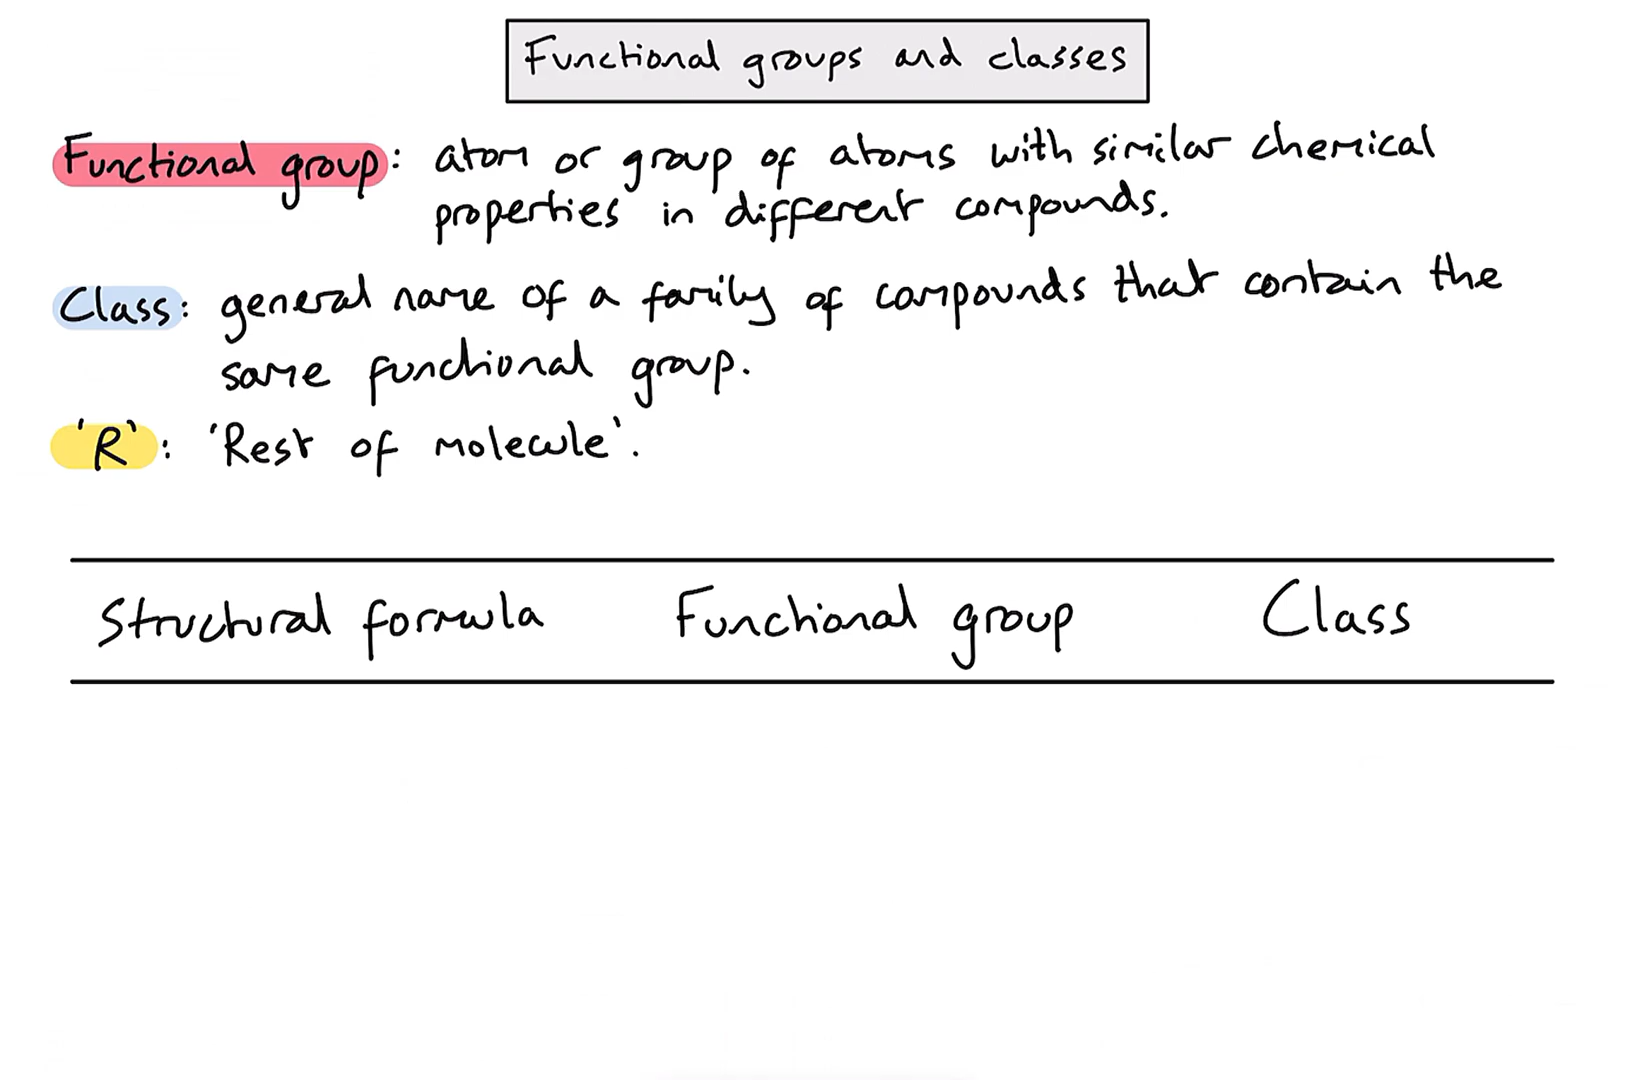 Functional groups and classes
Functional group: atom or group of atoms with similar chemical
properties in different compounds.
Class: general name of a family of compounds that contain the
same functional group.
'R': 'Rest of molecule'.
Structural formula Functional group Class